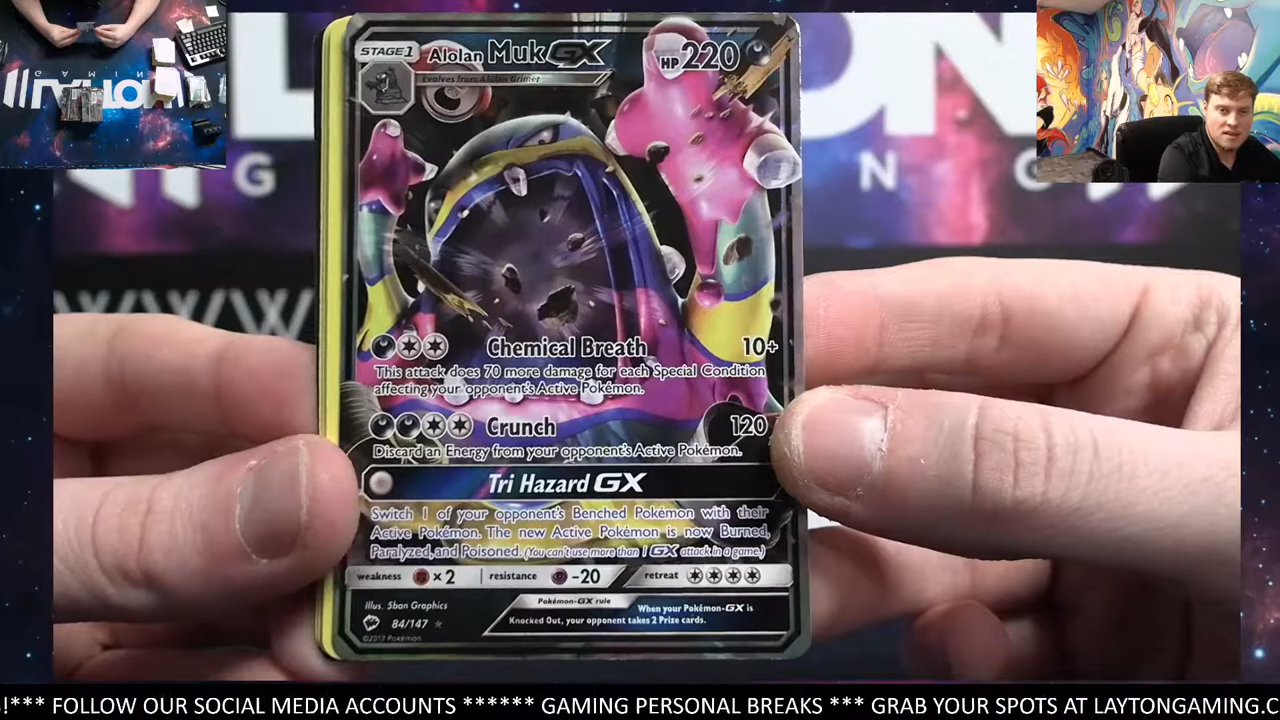 STAGE 1 Alolan Muk GX HP 220
Evolves from Alolan Grimer
G
N G
WWW
Chemical Breath 10+
This attack does 70 more damage for each Special Condition
affecting your opponent's Active Pokémon.
Crunch 120
Discard an Energy from your opponent's Active Pokémon.
Tri Hazard GX
Switch 1 of your opponent's Benched Pokémon with their
Active Pokémon. The new Active Pokémon is now Burned,
Paralyzed, and Poisoned. (You can't use more than 1 GX attack in a game.)
weakness × 2 resistance -20 retreat
Illus. 5ban Graphics
84/147
©2017 Pokémon
Pokémon-GX rule
When your Pokémon-GX is
Knocked Out, your opponent takes 2 Prize cards.
!*** FOLLOW OUR SOCIAL MEDIA ACCOUNTS ****** GAMING PERSONAL BREAKS *** GRAB YOUR SPOTS AT LAYTONGAMING.C